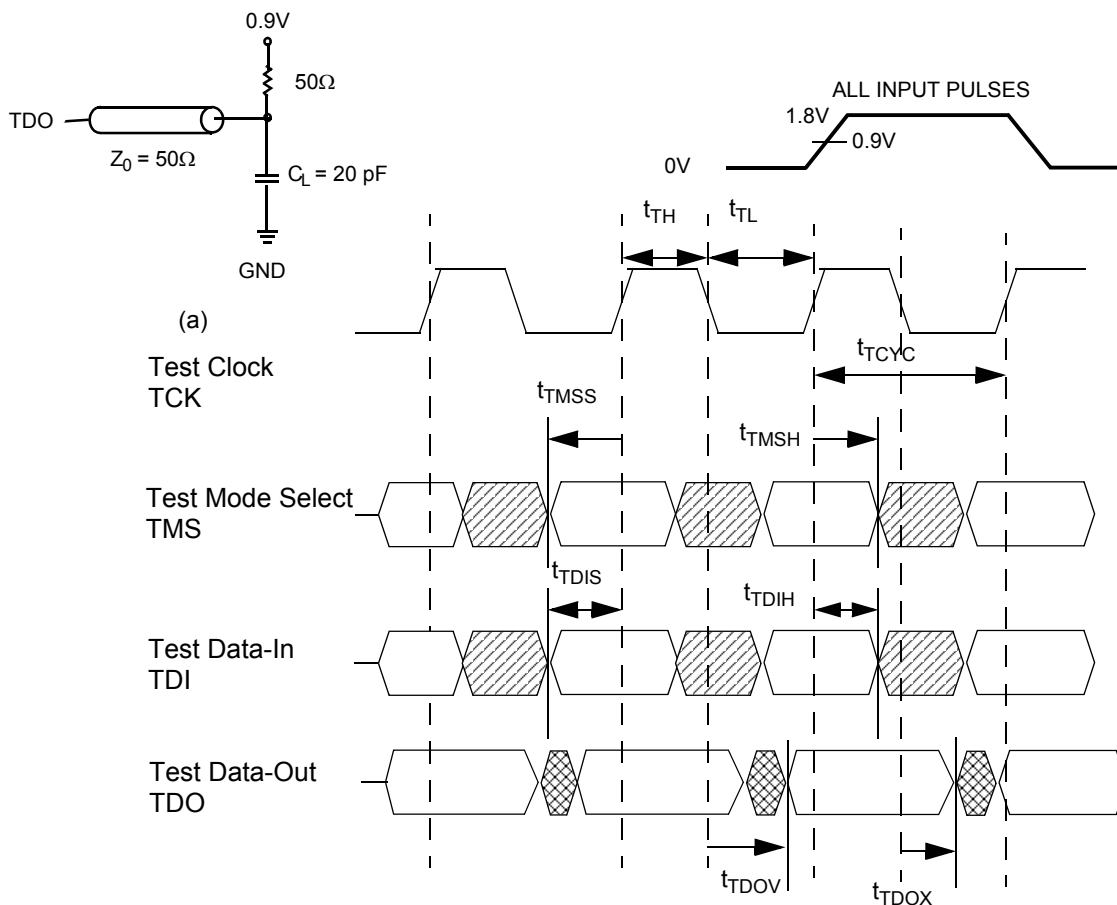 0.9V
50Ω
TDO
Z0 = 50Ω
CL = 20 pF
GND
(a)
ALL INPUT PULSES
1.8V
0.9V
0V
tTH
tTL
Test Clock
TCK
tTCYC
tTMSS
tTMSH
Test Mode Select
TMS
tTDIS
tTDIH
Test Data-In
TDI
Test Data-Out
TDO
tTDOV
tTDOX